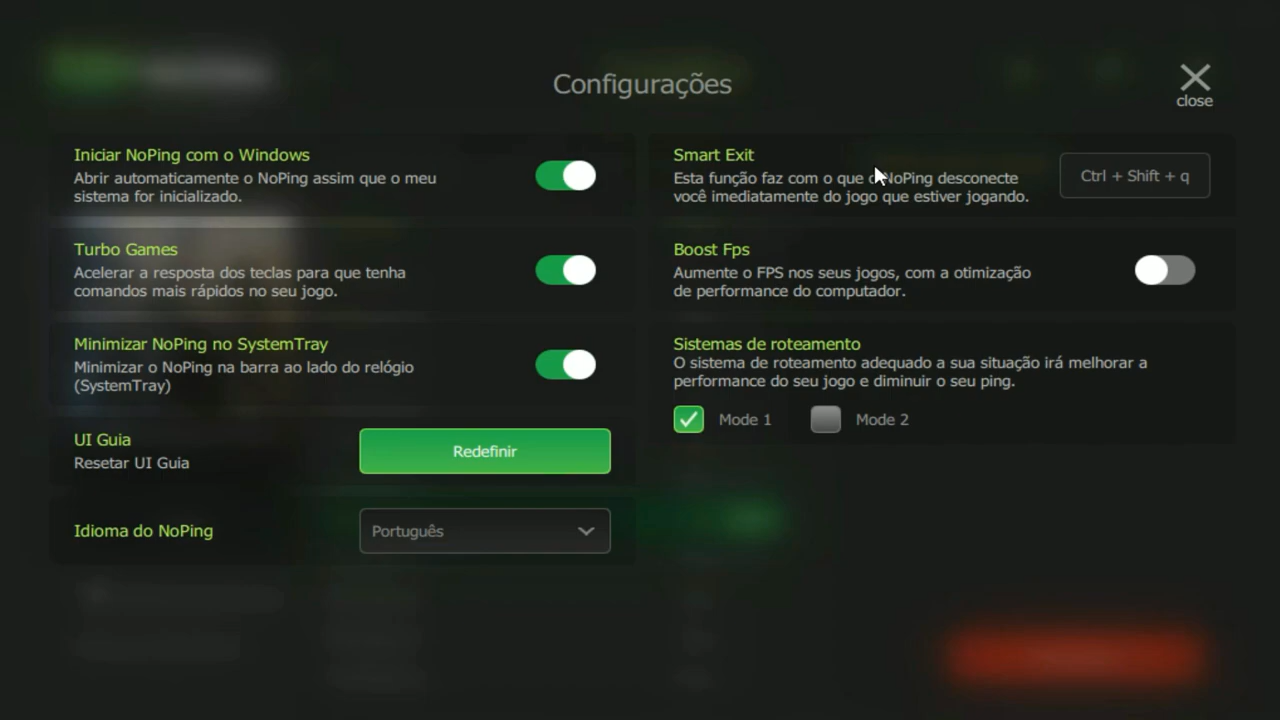 Configurações
close
Iniciar NoPing com o Windows
Abrir automaticamente o NoPing assim que o meu
sistema for inicializado.
Turbo Games
Acelerar a resposta dos teclas para que tenha
comandos mais rápidos no seu jogo.
Minimizar NoPing no SystemTray
Minimizar o NoPing na barra ao lado do relógio
(SystemTray)
UI Guia
Resetar UI Guia
Redefinir
Idioma do NoPing
Português
Smart Exit
Esta função faz com o que o NoPing desconecte
você imediatamente do jogo que estiver jogando.
Ctrl + Shift + q
Boost Fps
Aumente o FPS nos seus jogos, com a otimização
de performance do computador.
Sistemas de roteamento
O sistema de roteamento adequado a sua situação irá melhorar a
performance do seu jogo e diminuir o seu ping.
Mode 1
Mode 2